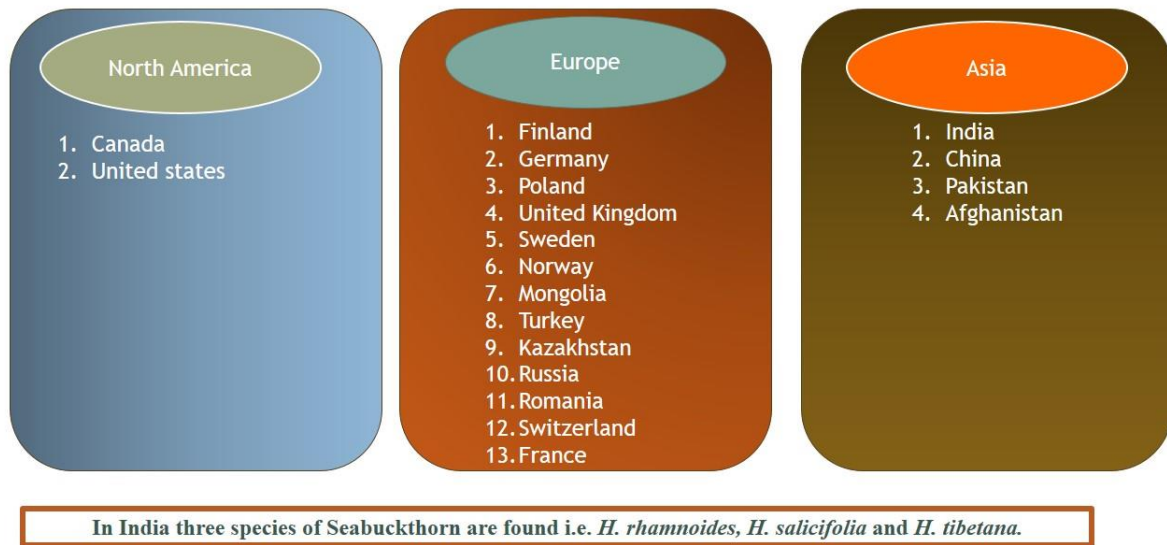 North America
1. Canada
2. United states
Europe
1. Finland
2. Germany
3. Poland
4. United Kingdom
5. Sweden
6. Norway
7. Mongolia
8. Turkey
9. Kazakhstan
10. Russia
11. Romania
12. Switzerland
13. France
Asia
1. India
2. China
3. Pakistan
4. Afghanistan
In India three species of Seabuckthorn are found i.e. H. rhamnoides, H. salicifolia and H. tibetana.